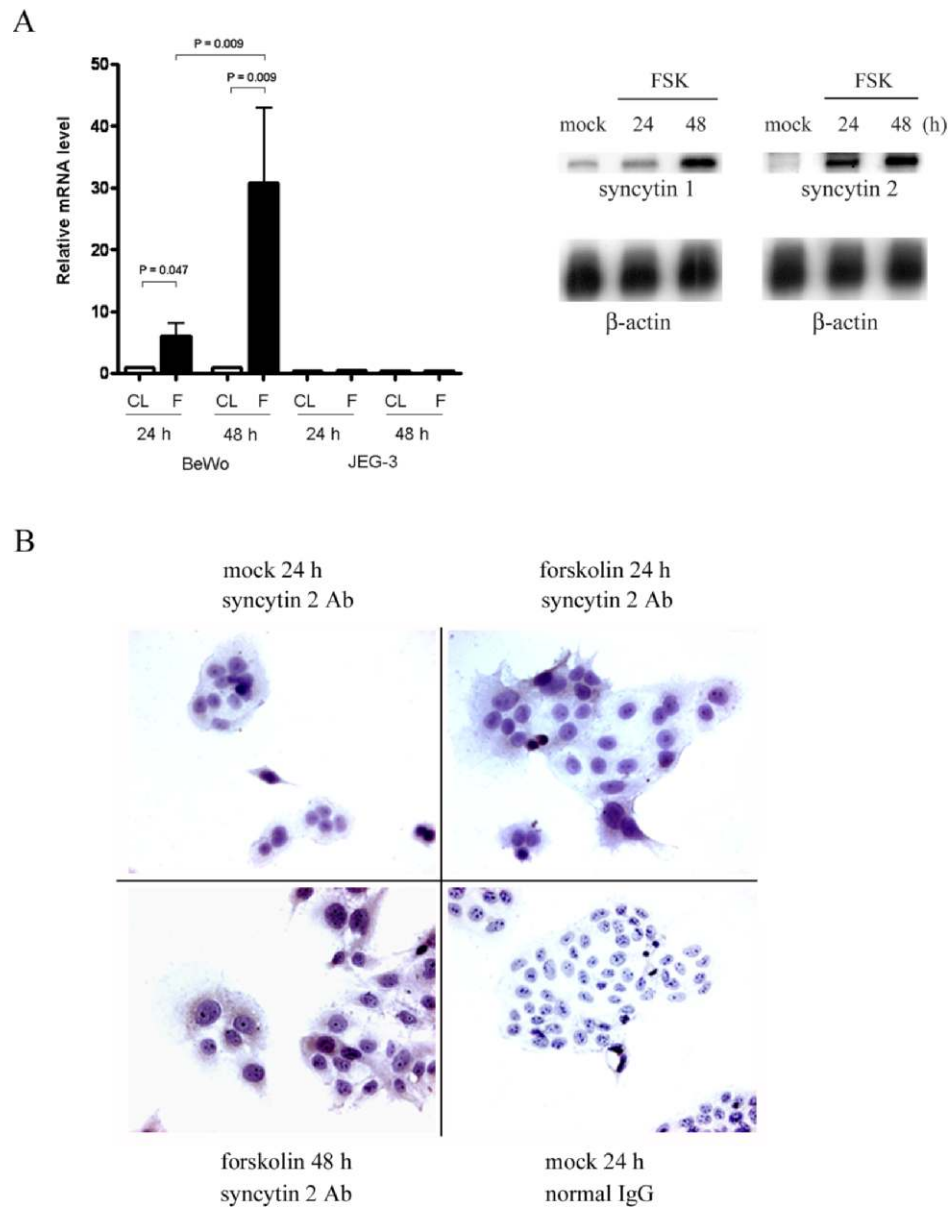 A
P = 0.009
P = 0.009
P = 0.047
50
40
30
20
10
0
Relative mRNA level
CL F CL F CL F CL F
24 h 48 h 24 h 48 h
BeWo JEG-3
FSK FSK
mock 24 48 mock 24 48 (h)
syncytin 1 syncytin 2
β-actin β-actin
B
mock 24 h
syncytin 2 Ab
forskolin 24 h
syncytin 2 Ab
forskolin 48 h
syncytin 2 Ab
mock 24 h
normal IgG